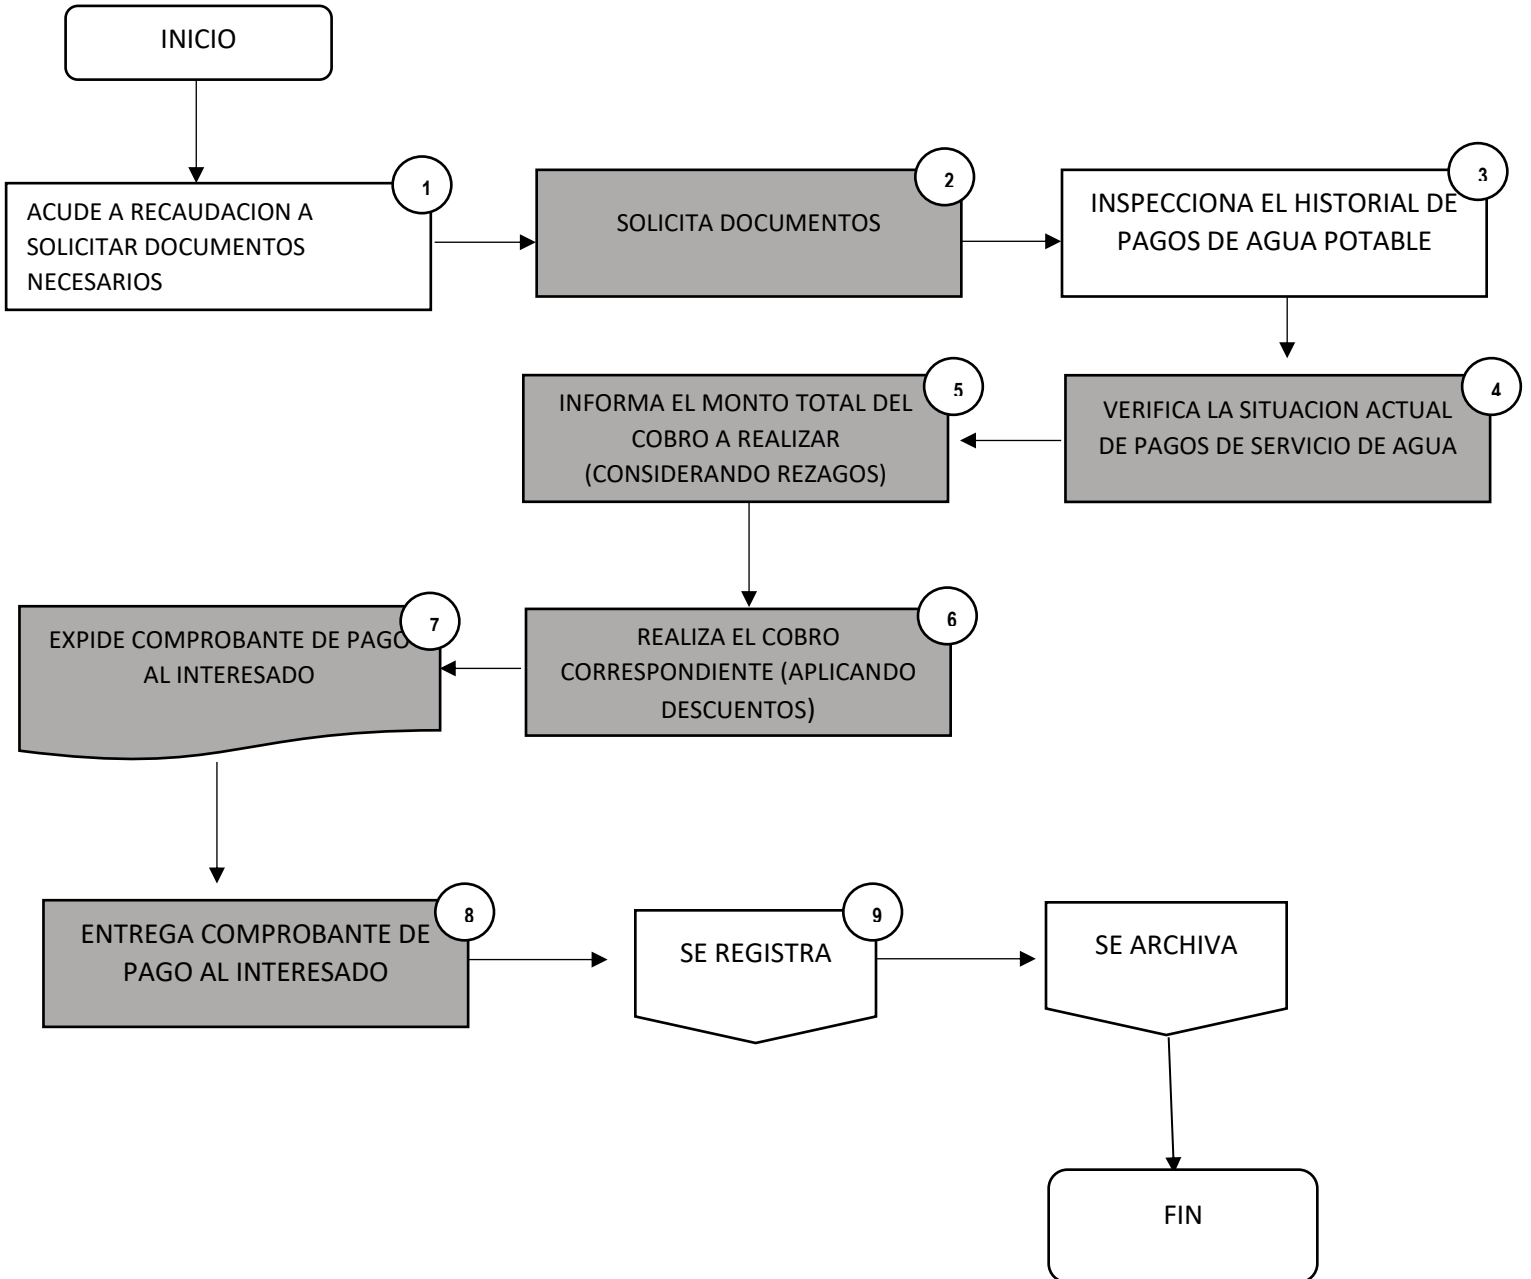 INICIO
1
ACUDE A RECAUDACION A
SOLICITAR DOCUMENTOS
NECESARIOS
2
SOLICITA DOCUMENTOS
3
INSPECCIONA EL HISTORIAL DE
PAGOS DE AGUA POTABLE
4
VERIFICA LA SITUACION ACTUAL
DE PAGOS DE SERVICIO DE AGUA
5
INFORMA EL MONTO TOTAL DEL
COBRO A REALIZAR
(CONSIDERANDO REZAGOS)
6
REALIZA EL COBRO
CORRESPONDIENTE (APLICANDO
DESCUENTOS)
7
EXPIDE COMPROBANTE DE PAGO
AL INTERESADO
8
ENTREGA COMPROBANTE DE
PAGO AL INTERESADO
9
SE REGISTRA
SE ARCHIVA
FIN